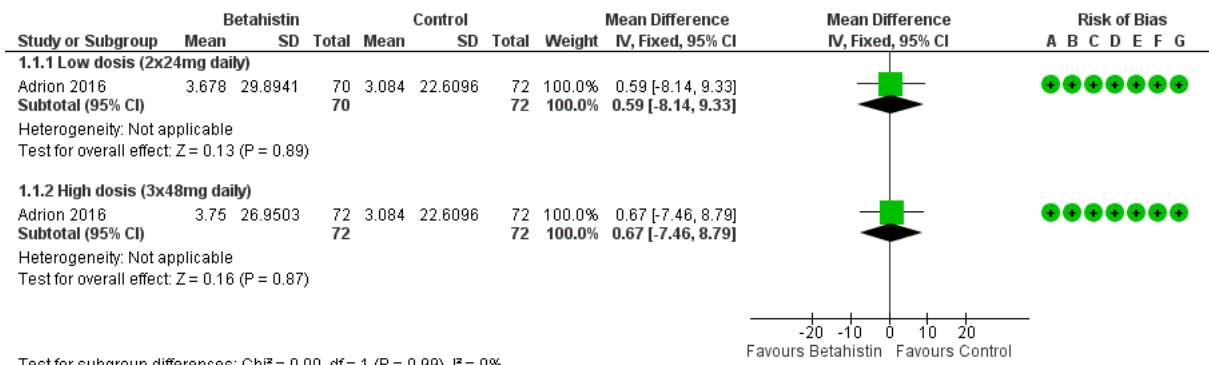 Betahistin Control Mean Difference Mean Difference Risk of Bias
Study or Subgroup Mean SD Total Mean SD Total Weight IV, Fixed, 95% CI IV, Fixed, 95% CI A B C D E F G
1.1.1 Low dosis (2x24mg daily)
Adrion 2016 3.678 29.8941 70 3.084 22.6096 72 100.0% 0.59 [-8.14, 9.33] + + + + + + +
Subtotal (95% CI) 70 72 100.0% 0.59 [-8.14, 9.33]
Heterogeneity: Not applicable
Test for overall effect: Z = 0.13 (P = 0.89)
1.1.2 High dosis (3x48mg daily)
Adrion 2016 3.75 26.9503 72 3.084 22.6096 72 100.0% 0.67 [-7.46, 8.79] + + + + + + +
Subtotal (95% CI) 72 72 100.0% 0.67 [-7.46, 8.79]
Heterogeneity: Not applicable
Test for overall effect: Z = 0.16 (P = 0.87)
-20 -10 0 10 20
Favours Betahistin Favours Control
Test for subgroup differences: Chi² = 0.00, df = 1 (P = 0.99), I² = 0%